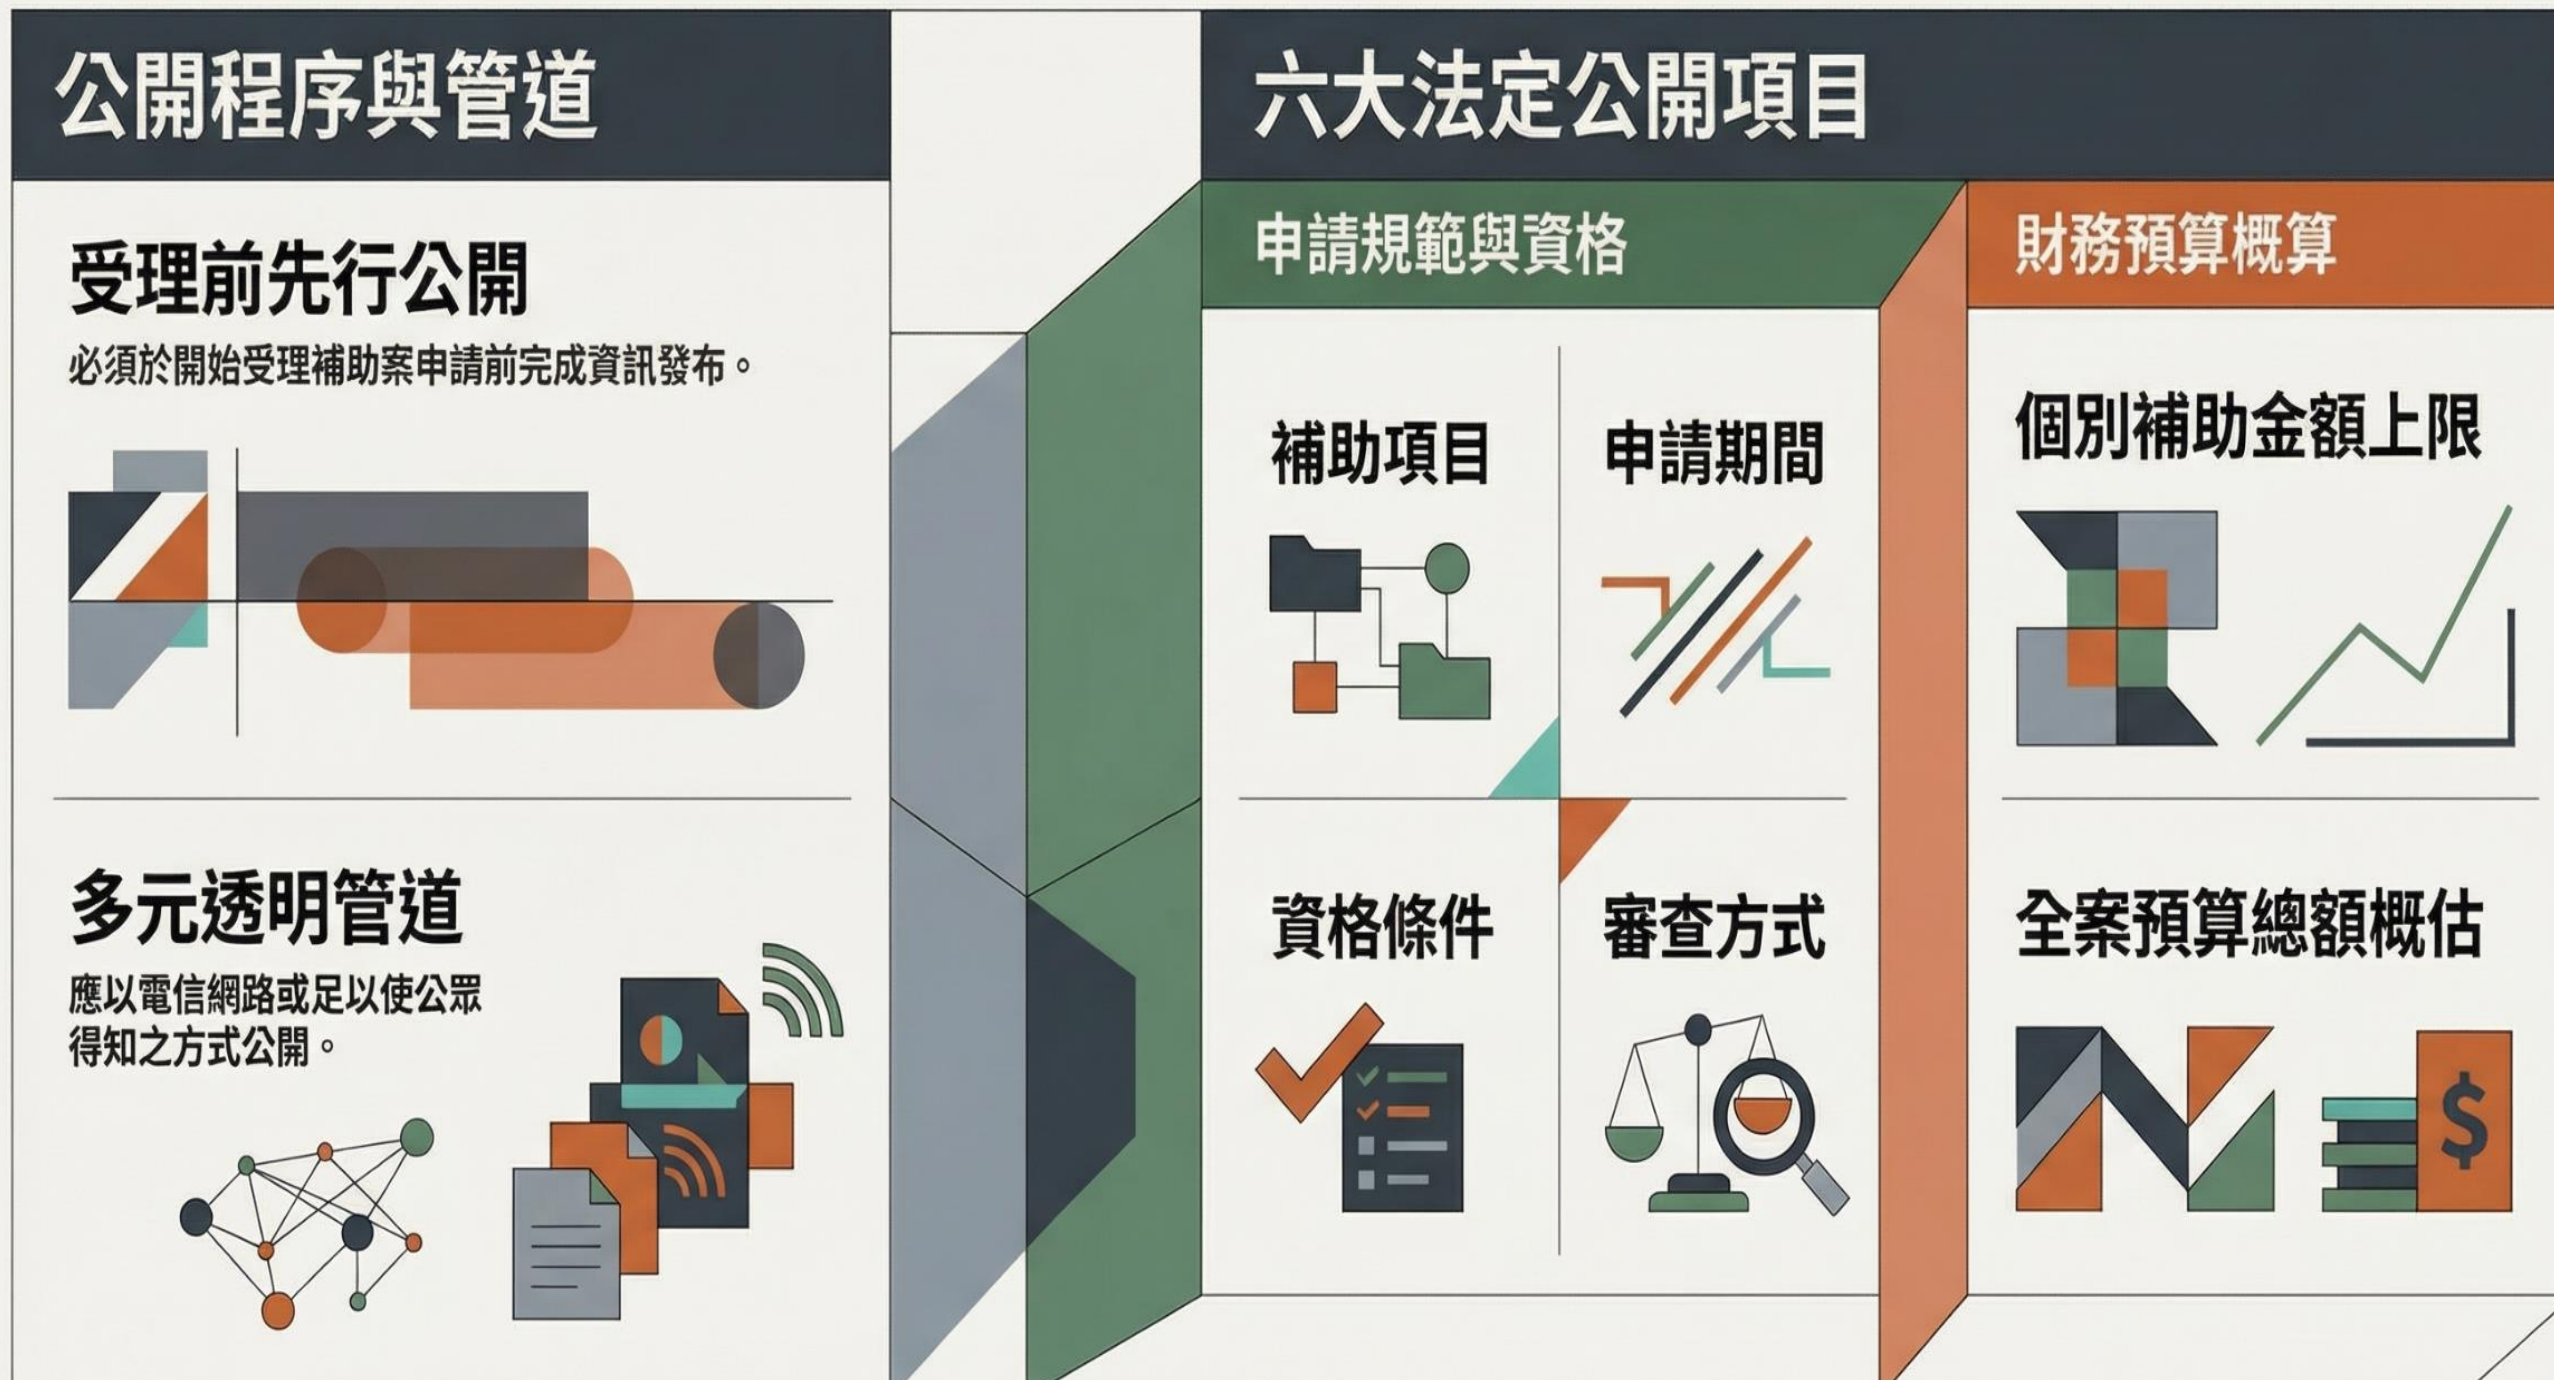 公開程序與管道
受理前先行公開
必須於開始受理補助案申請前完成資訊發布。
多元透明管道
應以電信網路或足以使公眾
得知之方式公開。
六大法定公開項目
申請規範與資格
補助項目
申請期間
資格條件
審查方式
財務預算概算
個別補助金額上限
全案預算總額概估
$